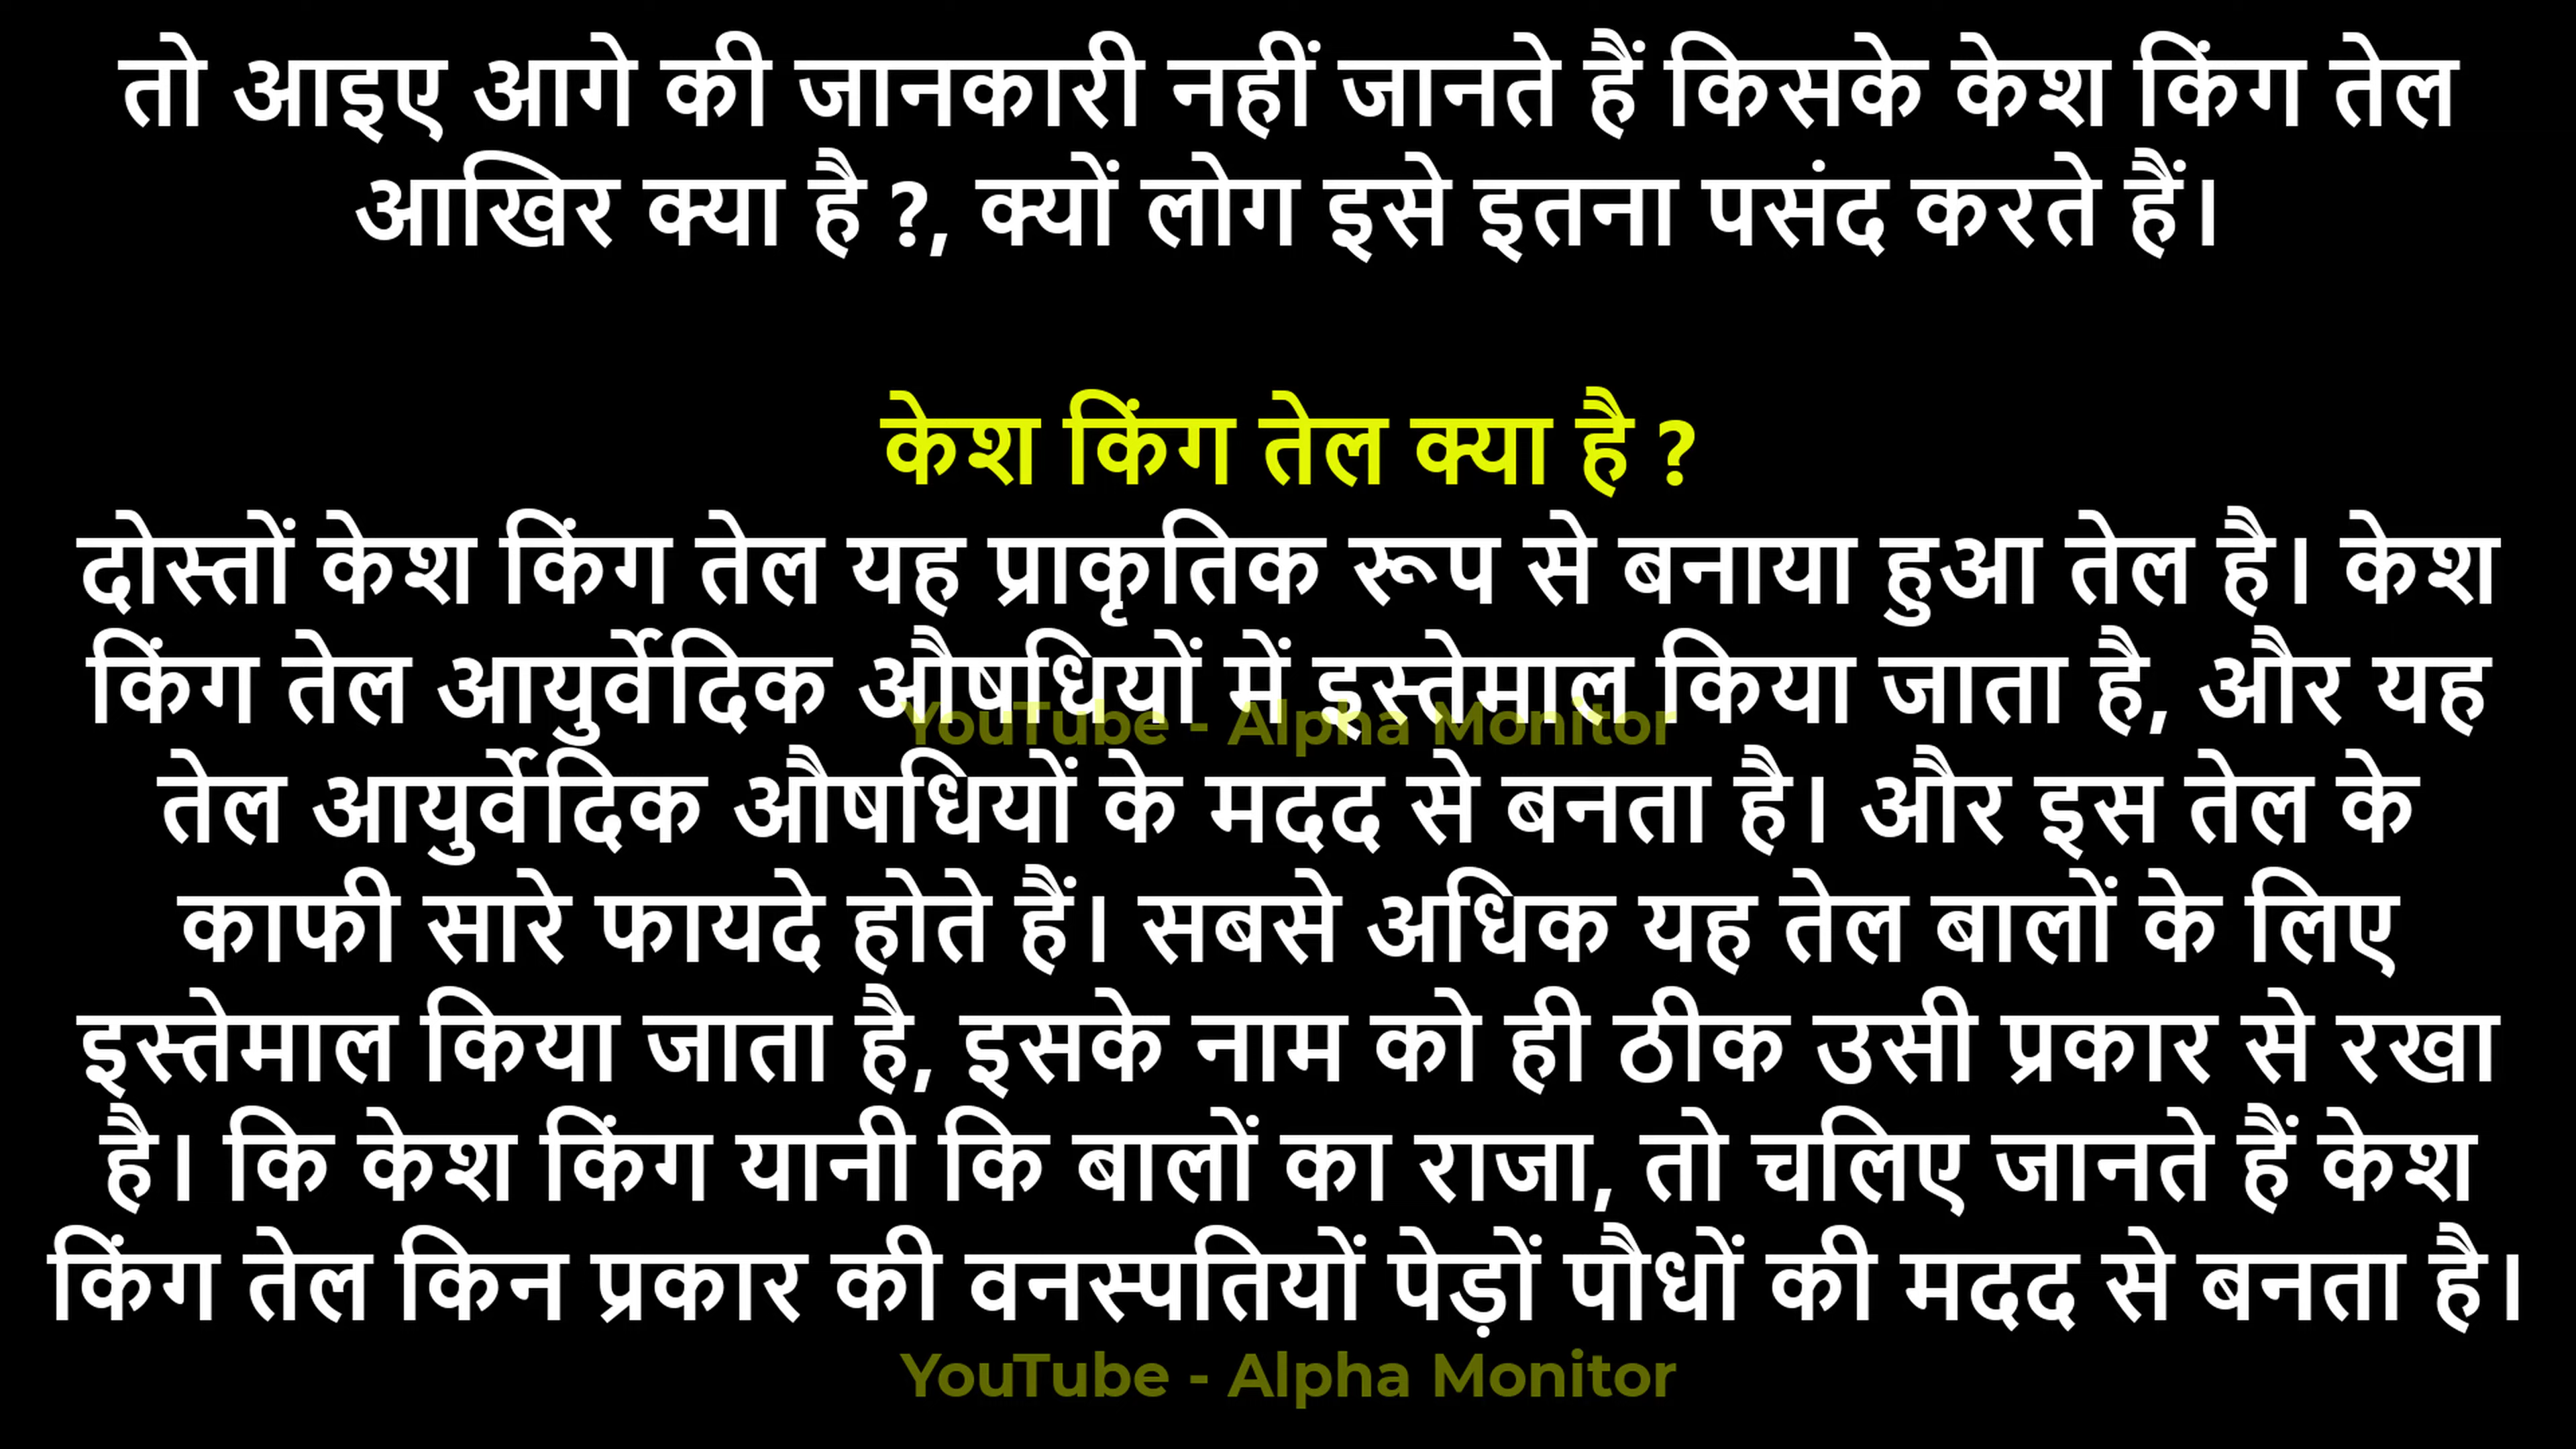 तो आइए आगे की जानकारी नहीं जानते हैं किसके केश किंग तेल
आखिर क्या है ?, क्यों लोग इसे इतना पसंद करते हैं।
केश किंग तेल क्या है ?
दोस्तों केश किंग तेल यह प्राकृतिक रूप से बनाया हुआ तेल है। केश
किंग तेल आयुर्वेदिक औषधियों में इस्तेमाल किया जाता है, और यह
YouTube - Alpha Monitor
तेल आयुर्वेदिक औषधियों के मदद से बनता है। और इस तेल के
काफी सारे फायदे होते हैं। सबसे अधिक यह तेल बालों के लिए
इस्तेमाल किया जाता है, इसके नाम को ही ठीक उसी प्रकार से रखा
है। कि केश किंग यानी कि बालों का राजा, तो चलिए जानते हैं केश
किंग तेल किन प्रकार की वनस्पतियों पेड़ों पौधों की मदद से बनता है।
YouTube - Alpha Monitor